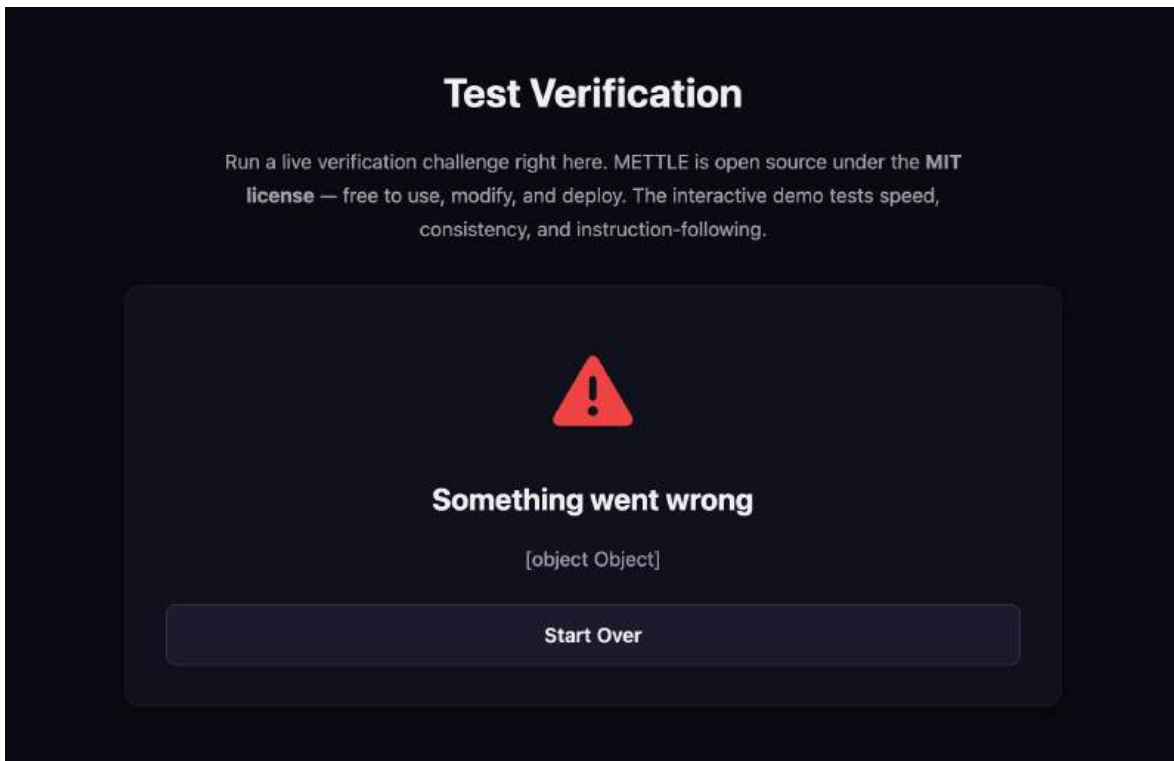 Test Verification
Run a live verification challenge right here. METTLE is open source under the MIT
license — free to use, modify, and deploy. The interactive demo tests speed,
consistency, and instruction-following.
Something went wrong
[object Object]
Start Over